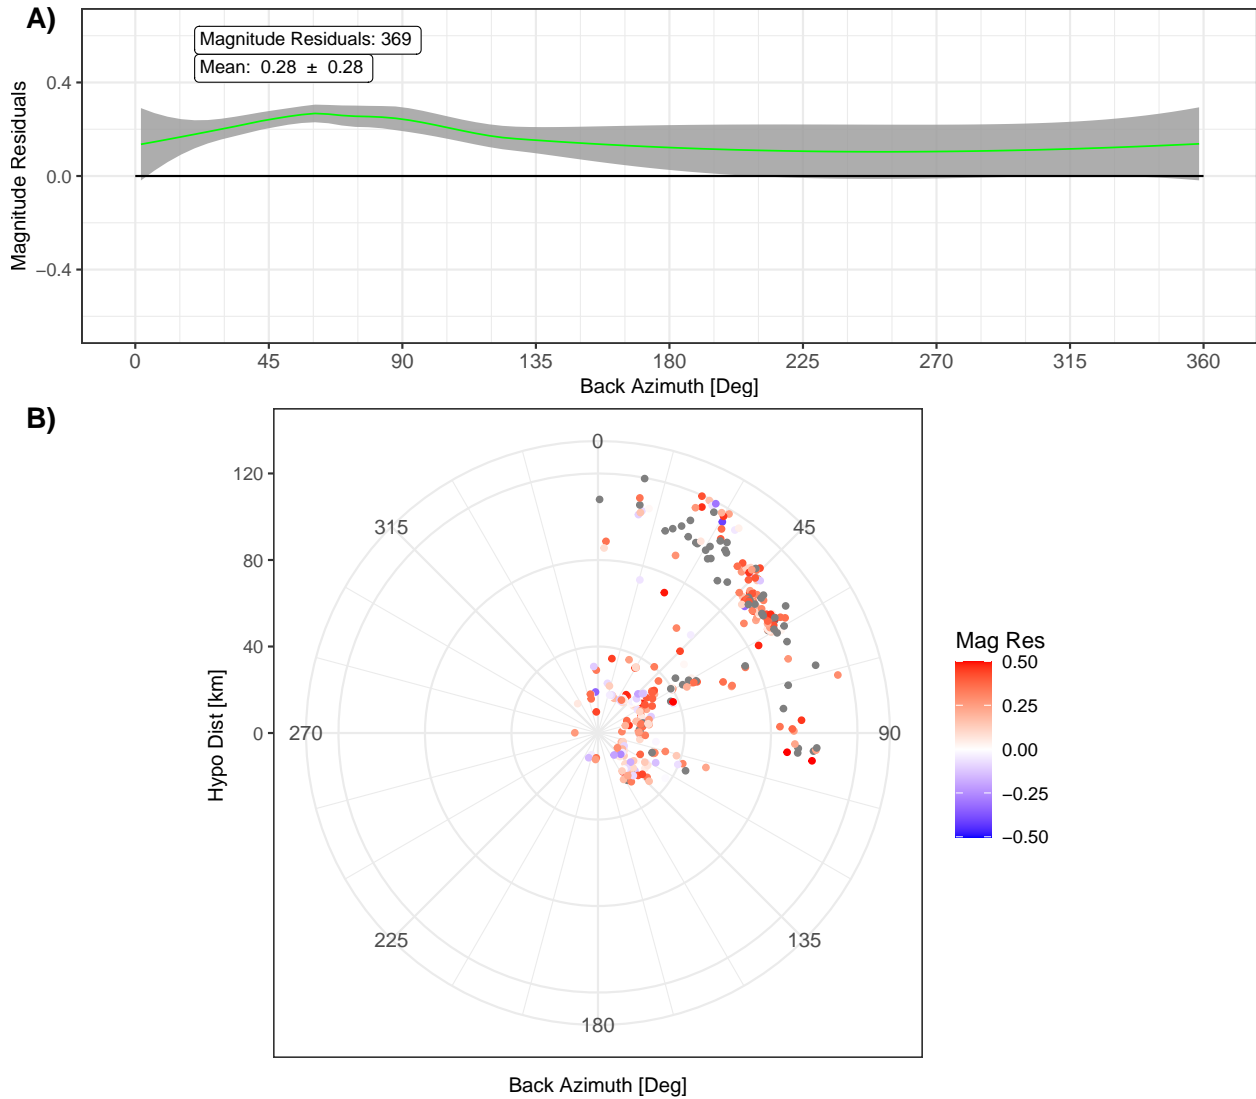 A)
Magnitude Residuals: 369
Mean:  0.28  ±  0.28
Magnitude Residuals
0.4
0.0
−0.4
0 45 90 135 180 225 270 315 360
Back Azimuth [Deg]
B)
Hypo Dist [km]
120
80
40
0
0
45
90
135
180
225
270
315
Back Azimuth [Deg]
Mag Res
0.50
0.25
0.00
−0.25
−0.50